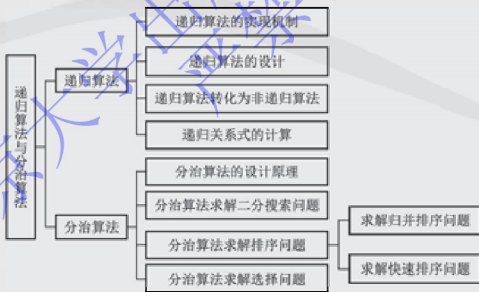 递归算法与分治算法
递归算法
递归算法的实现机制
递归算法的设计
递归算法转化为非递归算法
递归关系式的计算
分治算法
分治算法的设计原理
分治算法求解二分搜索问题
分治算法求解排序问题
求解归并排序问题
求解快速排序问题
分治算法求解选择问题
大学出
严禁